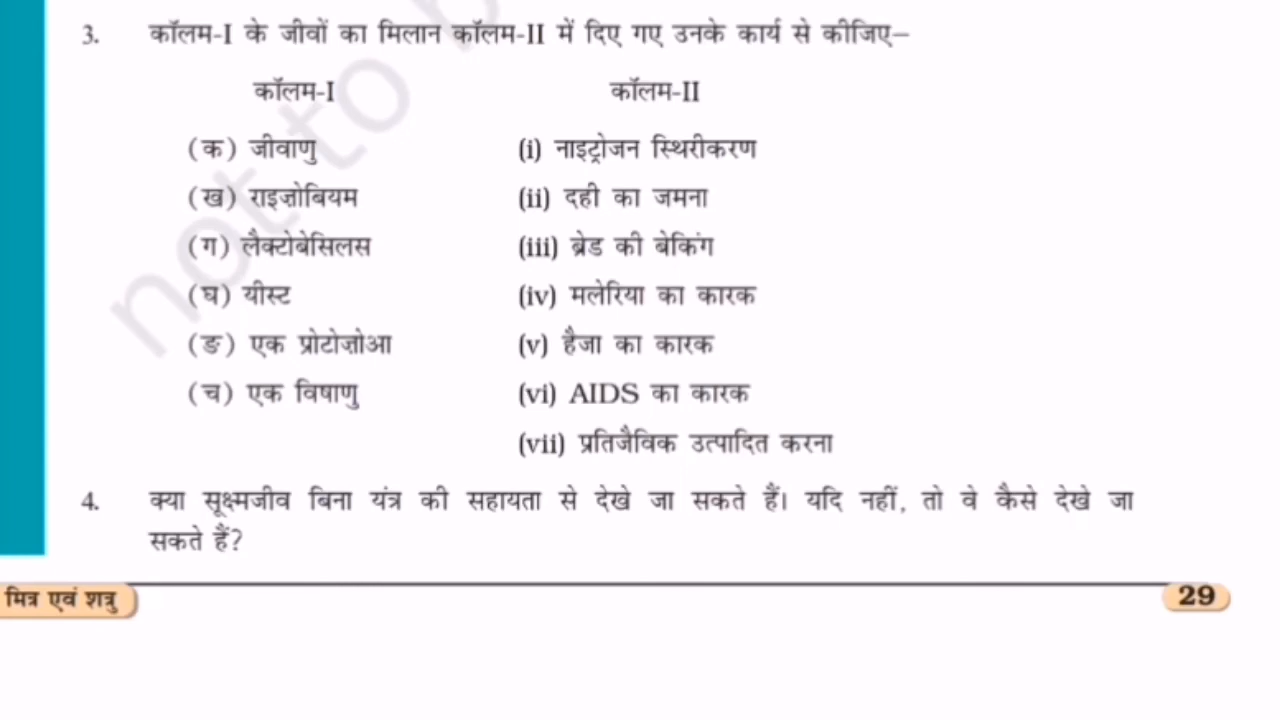 3. कॉलम-I के जीवों का मिलान कॉलम-II में दिए गए उनके कार्य से कीजिए–
कॉलम-I कॉलम-II
(क) जीवाणु (i) नाइट्रोजन स्थिरीकरण
(ख) राइज़ोबियम (ii) दही का जमना
(ग) लैक्टोबेसिलस (iii) ब्रेड की बेकिंग
(घ) यीस्ट (iv) मलेरिया का कारक
(ङ) एक प्रोटोज़ोआ (v) हैजा का कारक
(च) एक विषाणु (vi) AIDS का कारक
(vii) प्रतिजैविक उत्पादित करना
not to b
4. क्या सूक्ष्मजीव बिना यंत्र की सहायता से देखे जा सकते हैं। यदि नहीं, तो वे कैसे देखे जा
सकते हैं?
मित्र एवं शत्रु 29